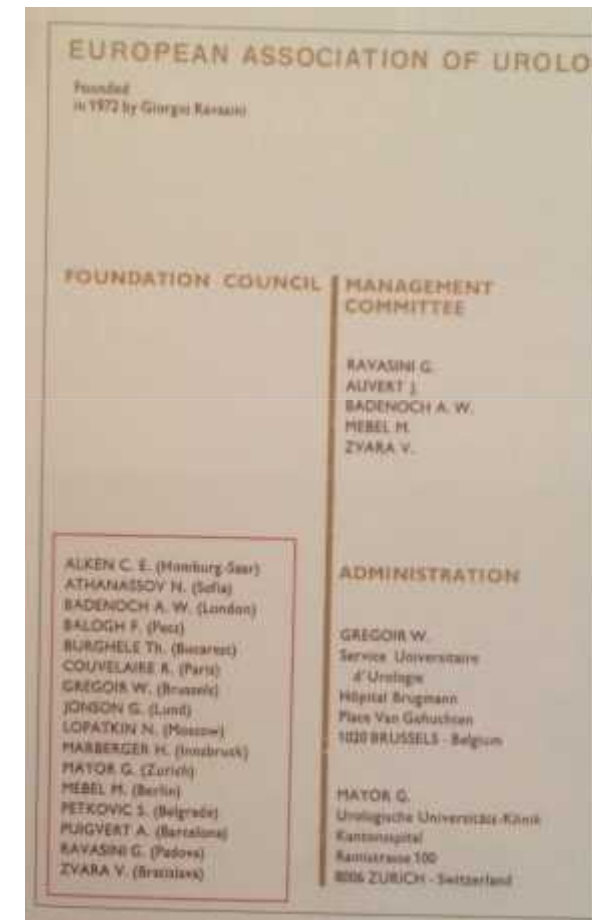 EUROPEAN ASSOCIATION OF UROLO
Founded
in 1972 by Giorgio Ravasini
FOUNDATION COUNCIL
ALKEN C. E. (Homburg-Saar)
ATHANASSOV N. (Sofia)
BADENOCH A. W. (London)
BALOGH F. (Pecs)
BURGHELE Th. (Bucarest)
COUVELAIRE R. (Paris)
GREGOIR W. (Brussels)
JONSON G. (Lund)
LOPATKIN N. (Moscow)
MARBERGER H. (Innsbruck)
MAYOR G. (Zurich)
MEBEL M. (Berlin)
PETKOVIC S. (Belgrade)
PUIGVERT A. (Barcelona)
RAVASINI G. (Padova)
ZVARA V. (Bratislava)
MANAGEMENT
COMMITTEE
RAVASINI G.
AUVERT J.
BADENOCH A. W.
MEBEL M.
ZVARA V.
ADMINISTRATION
GREGOIR W.
Service Universitaire
d'Urologie
Hôpital Brugmann
Place Van Gehuchten
1020 BRUSSELS - Belgium
MAYOR G.
Urologische Universitäts-Klinik
Kantonsspital
Ramistrasse 100
8006 ZURICH - Switzerland